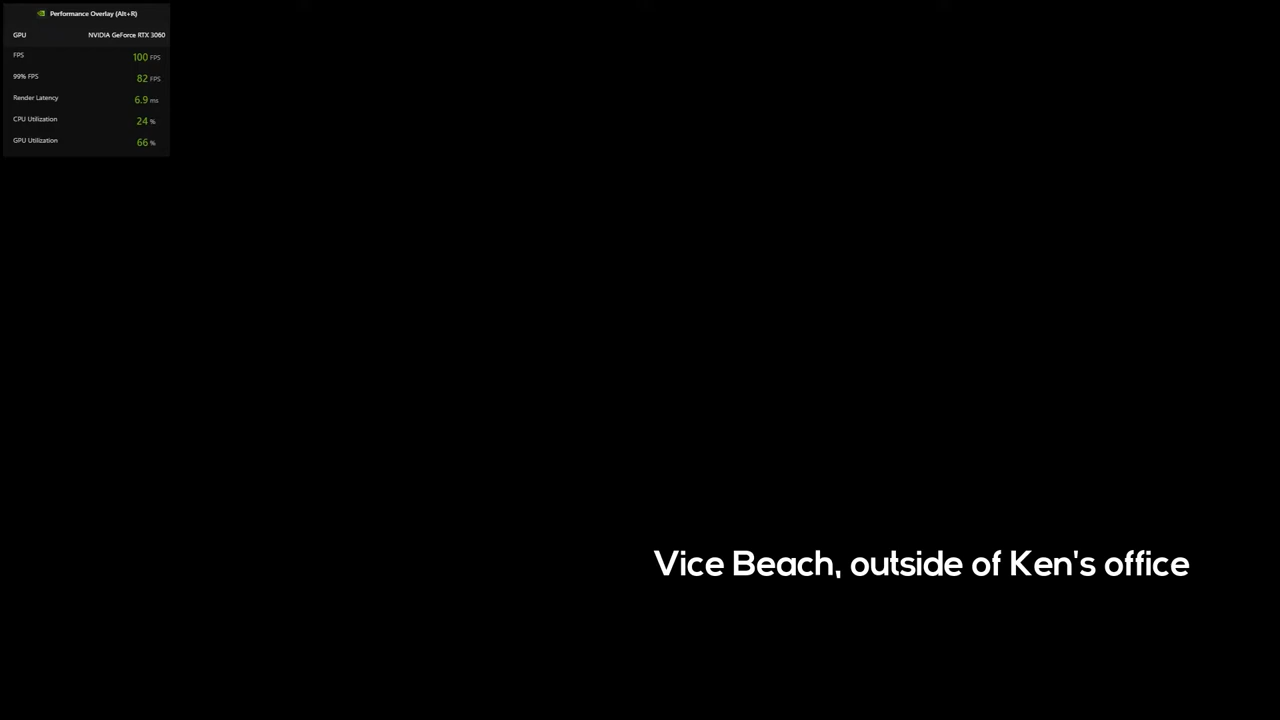 Performance Overlay (Alt+R)
GPU NVIDIA GeForce RTX 3060
FPS 100 FPS
99% FPS 82 FPS
Render Latency 6.9 ms
CPU Utilization 24 %
GPU Utilization 66 %
Vice Beach, outside of Ken's office